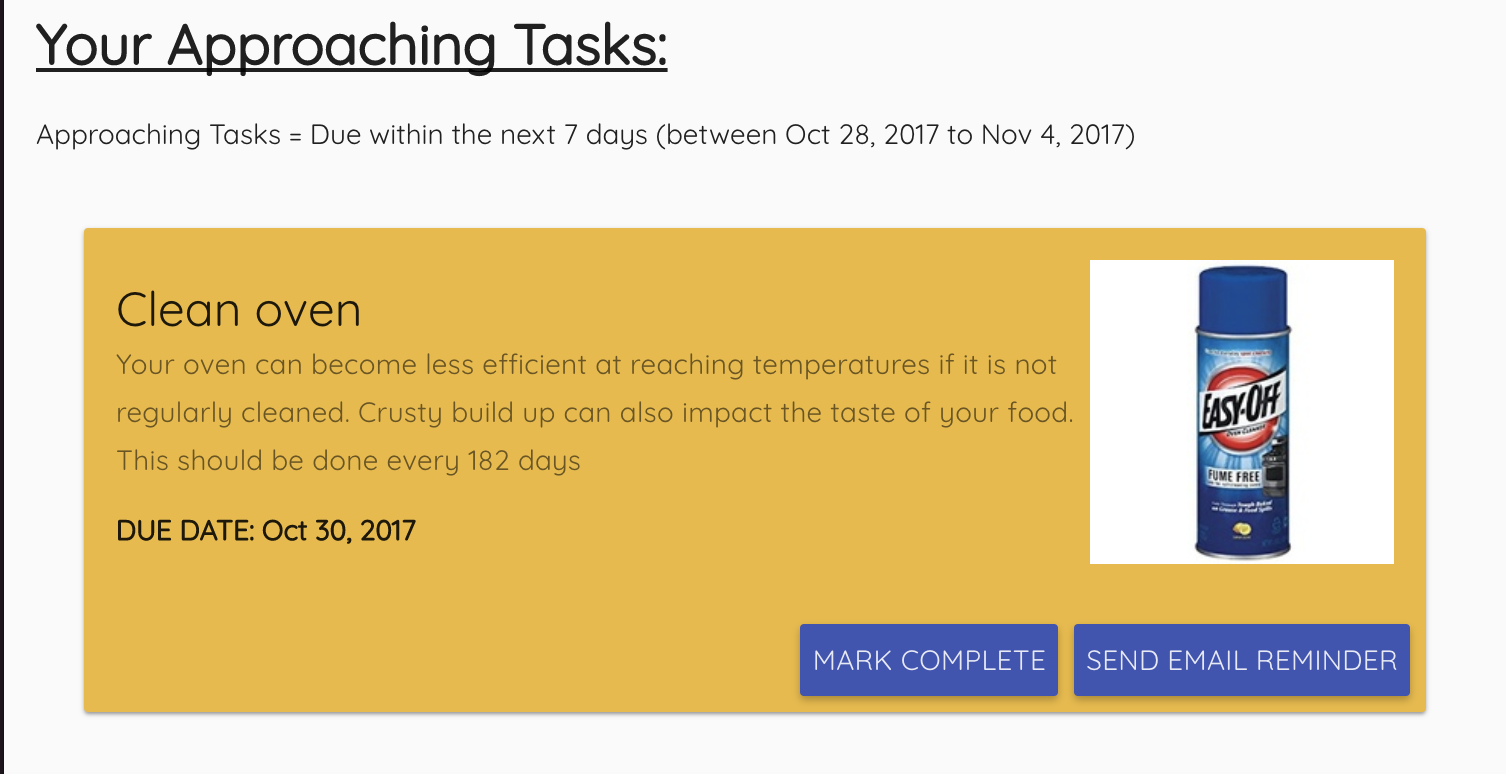 Your Approaching Tasks:
Approaching Tasks = Due within the next 7 days (between Oct 28, 2017 to Nov 4, 2017)
Clean oven
Your oven can become less efficient at reaching temperatures if it is not
regularly cleaned. Crusty build up can also impact the taste of your food.
This should be done every 182 days
DUE DATE: Oct 30, 2017
EASY-OFF
OVEN CLEANER
FUME FREE
MARK COMPLETE
SEND EMAIL REMINDER